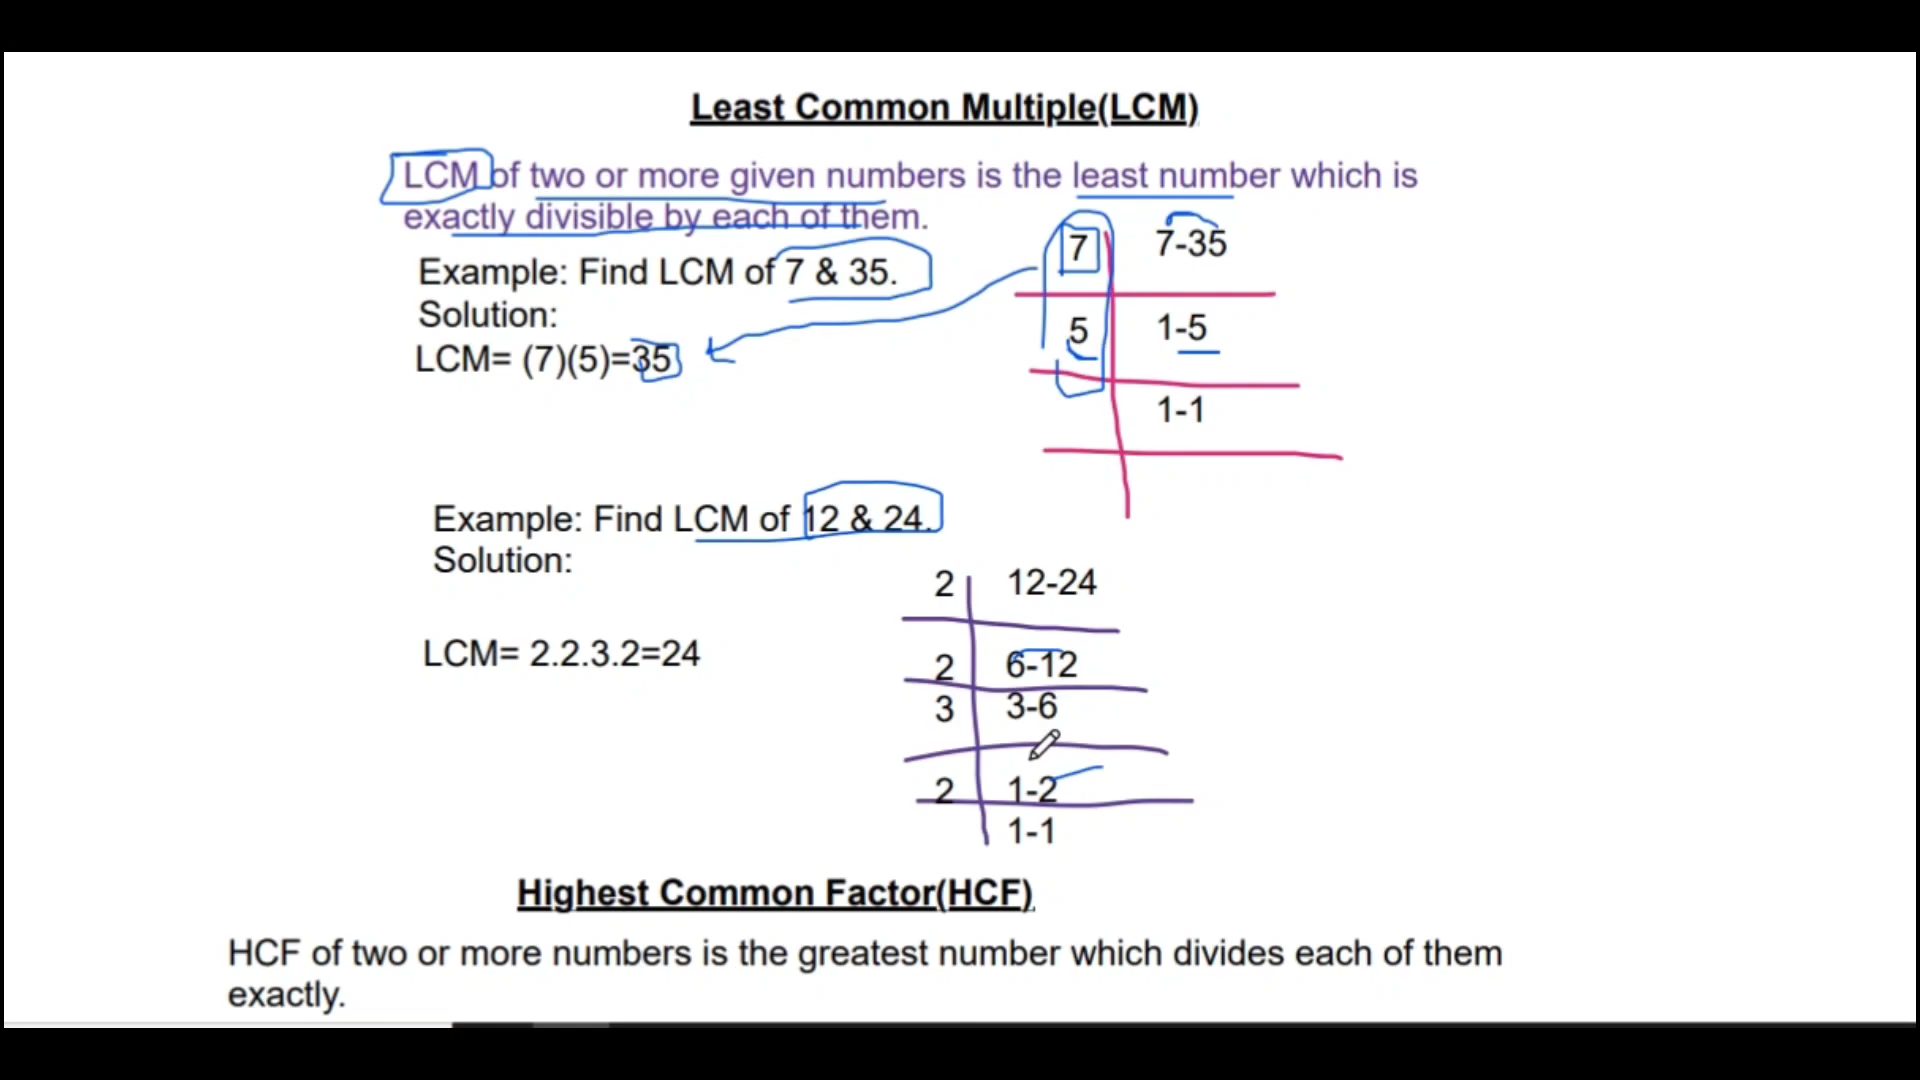 Least Common Multiple(LCM)
LCM of two or more given numbers is the least number which is
exactly divisible by each of them.
7 7-35
Example: Find LCM of 7 & 35.
Solution:
5 1-5
LCM= (7)(5)=35
1-1
Example: Find LCM of 12 & 24.
Solution:
2 12-24
LCM= 2.2.3.2=24
2 6-12
3 3-6
2 1-2
1-1
Highest Common Factor(HCF)
HCF of two or more numbers is the greatest number which divides each of them
exactly.